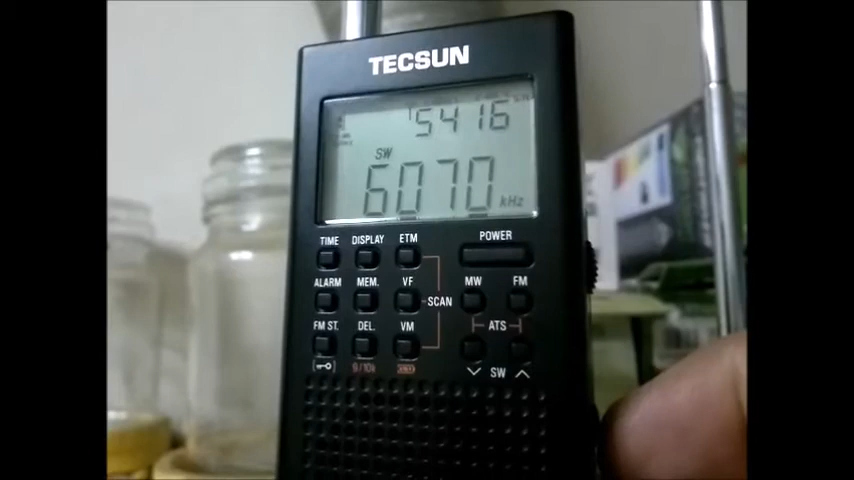 TECSUN
5416
SW
6070 kHz
TIME DISPLAY ETM POWER
ALARM MEM. VF MW FM
SCAN
FM ST. DEL. VM ATS
9/10k
SW